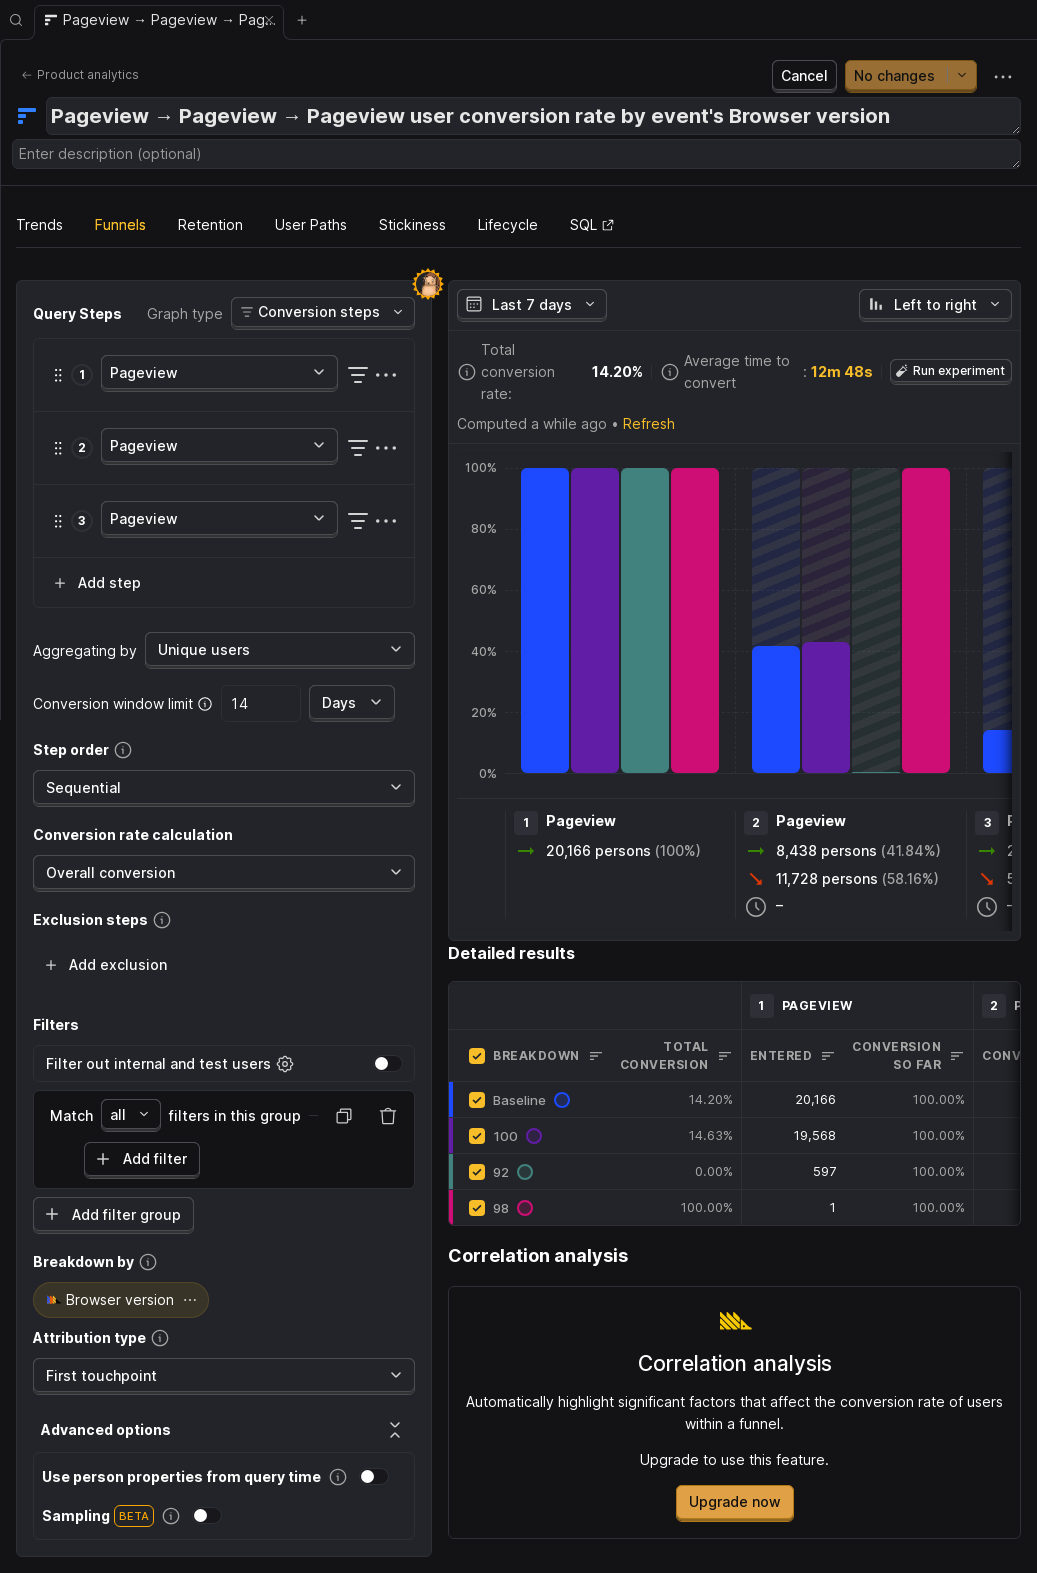 Pageview → Pageview → Pag...
Product analytics
Cancel
No changes
Pageview → Pageview → Pageview user conversion rate by event's Browser version
Enter description (optional)
Trends
Funnels
Retention
User Paths
Stickiness
Lifecycle
SQL
Query Steps
Graph type
Conversion steps
1
Pageview
2
Pageview
3
Pageview
Add step
Aggregating by
Unique users
Conversion window limit
14
Days
Step order
Sequential
Conversion rate calculation
Overall conversion
Exclusion steps
Add exclusion
Filters
Filter out internal and test users
Match
all
filters in this group
Add filter
Add filter group
Breakdown by
Browser version
Attribution type
First touchpoint
Advanced options
Use person properties from query time
Sampling
BETA
Last 7 days
Left to right
Total
conversion
rate:
14.20%
Average time to
convert
: 12m 48s
Run experiment
Computed a while ago • Refresh
100%
80%
60%
40%
20%
0%
1
Pageview
20,166 persons (100%)
2
Pageview
8,438 persons (41.84%)
11,728 persons (58.16%)
–
3
P
2
5
–
Detailed results
1
PAGEVIEW
2
P
BREAKDOWN
TOTAL
CONVERSION
ENTERED
CONVERSION
SO FAR
CONV
Baseline
14.20%
20,166
100.00%
100
14.63%
19,568
100.00%
92
0.00%
597
100.00%
98
100.00%
1
100.00%
Correlation analysis
Correlation analysis
Automatically highlight significant factors that affect the conversion rate of users
within a funnel.
Upgrade to use this feature.
Upgrade now